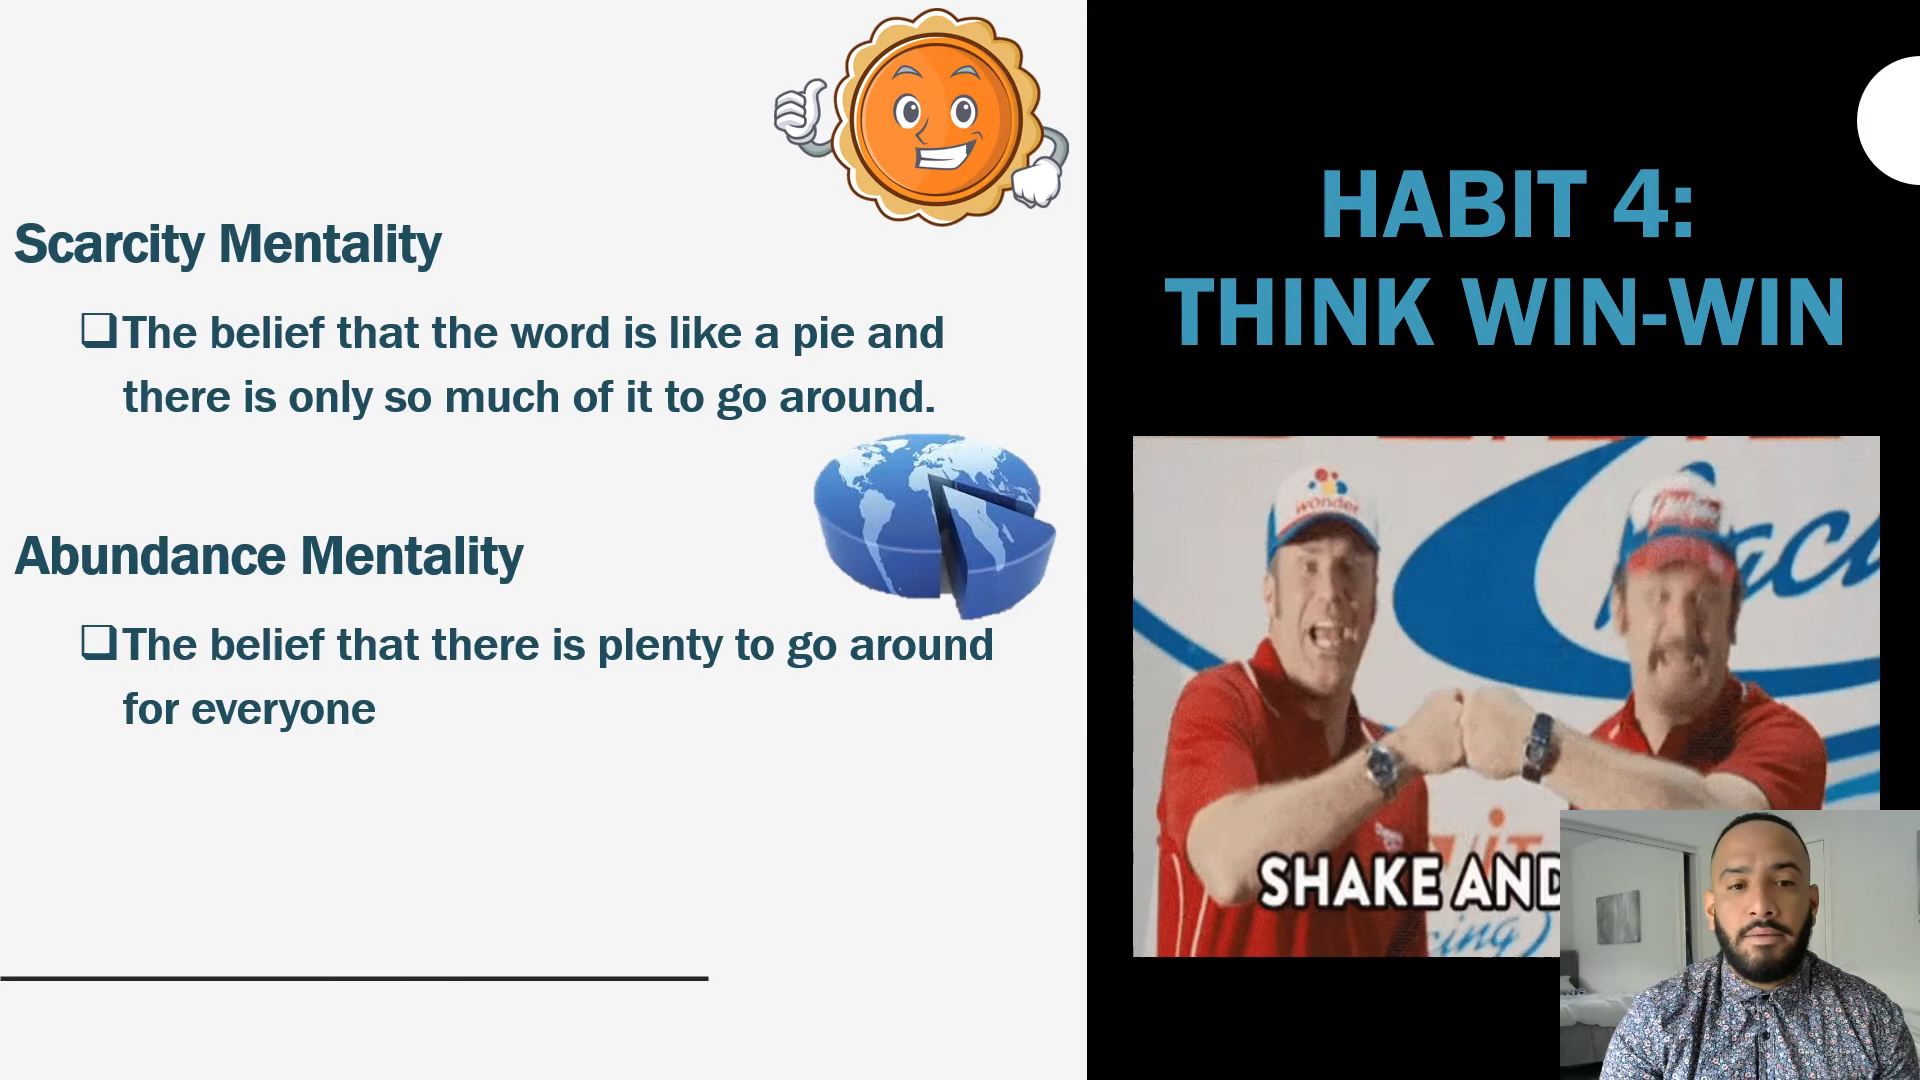 Scarcity Mentality
❑The belief that the word is like a pie and
there is only so much of it to go around.
Abundance Mentality
❑The belief that there is plenty to go around
for everyone
HABIT 4:
THINK WIN-WIN
wonder
SHAKE AND